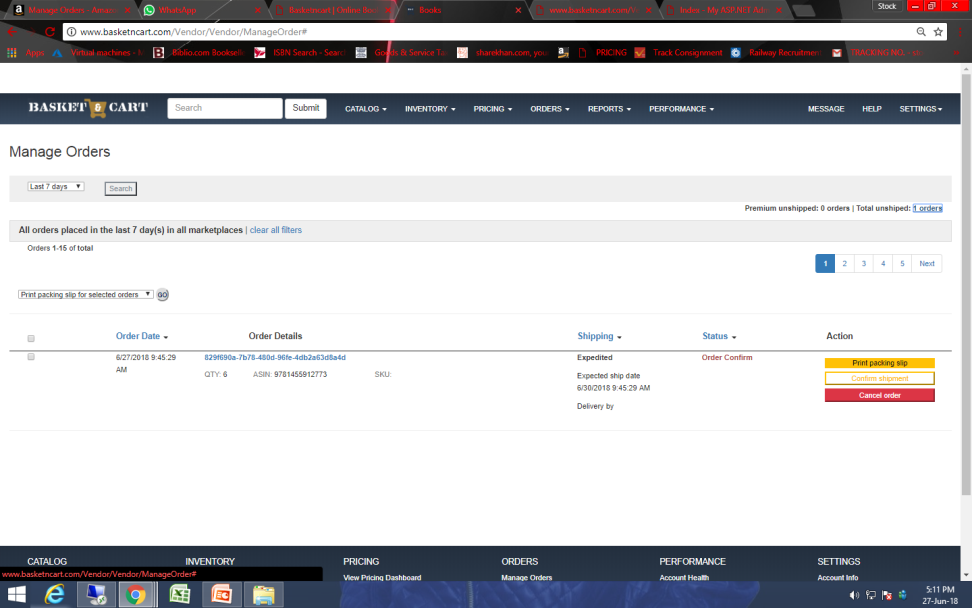 Stock
Manage Orders - Amazo
WhatsApp
Basketncart | Online Boo
Books
www.basketncart.com/Ve
Index - My ASP.NET Ad
www.basketncart.com/Vendor/Vendor/ManageOrder#
Apps
Virtual machines - M
Biblio.com Booksell
ISBN Search - Searc
Goods & Service Ta
sharekhan.com, you
PRICING
Track Consignment
Railway Recruitmen
TRACKING NO. -
BASKET & CART
Search
Submit
CATALOG
INVENTORY
PRICING
ORDERS
REPORTS
PERFORMANCE
MESSAGE
HELP
SETTINGS
Manage Orders
Last 7 days
Search
Premium unshipped: 0 orders | Total unshiped: 1 orders
All orders placed in the last 7 day(s) in all marketplaces | clear all filters
Orders 1-15 of total
1 2 3 4 5 Next
Print packing slip for selected orders
GO
Order Date
Order Details
Shipping
Status
Action
6/27/2018 9:45:29
AM
829f690a-7b78-480d-96fe-4db2a63d8a4d
QTY: 6 ASIN: 9781455912773 SKU:
Expedited
Expected ship date
6/30/2018 9:45:29 AM
Delivery by
Order Confirm
Print packing slip
Confirm shipment
Cancel order
CATALOG
INVENTORY
PRICING
View Pricing Dashboard
ORDERS
Manage Orders
PERFORMANCE
Account Health
SETTINGS
Account Info
www.basketncart.com/Vendor/Vendor/ManageOrder#
5:11 PM
27-Jun-18